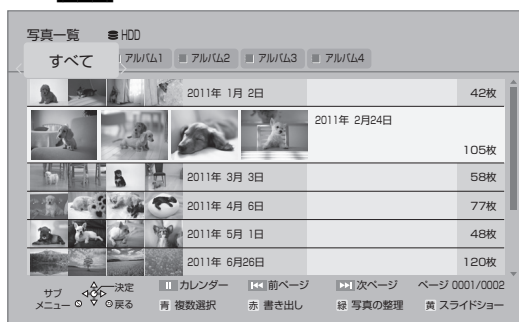 写真一覧 HDD
すべて アルバム1 アルバム2 アルバム3 アルバム4
2011年 1月 2日 42枚
2011年 2月24日
105枚
2011年 3月 3日 58枚
2011年 4月 6日 77枚
2011年 5月 1日 48枚
2011年 6月26日 120枚
サブメニュー 決定 戻る カレンダー 前ページ 次ページ ページ 0001/0002
青 複数選択 赤 書き出し 緑 写真の整理 黄 スライドショー